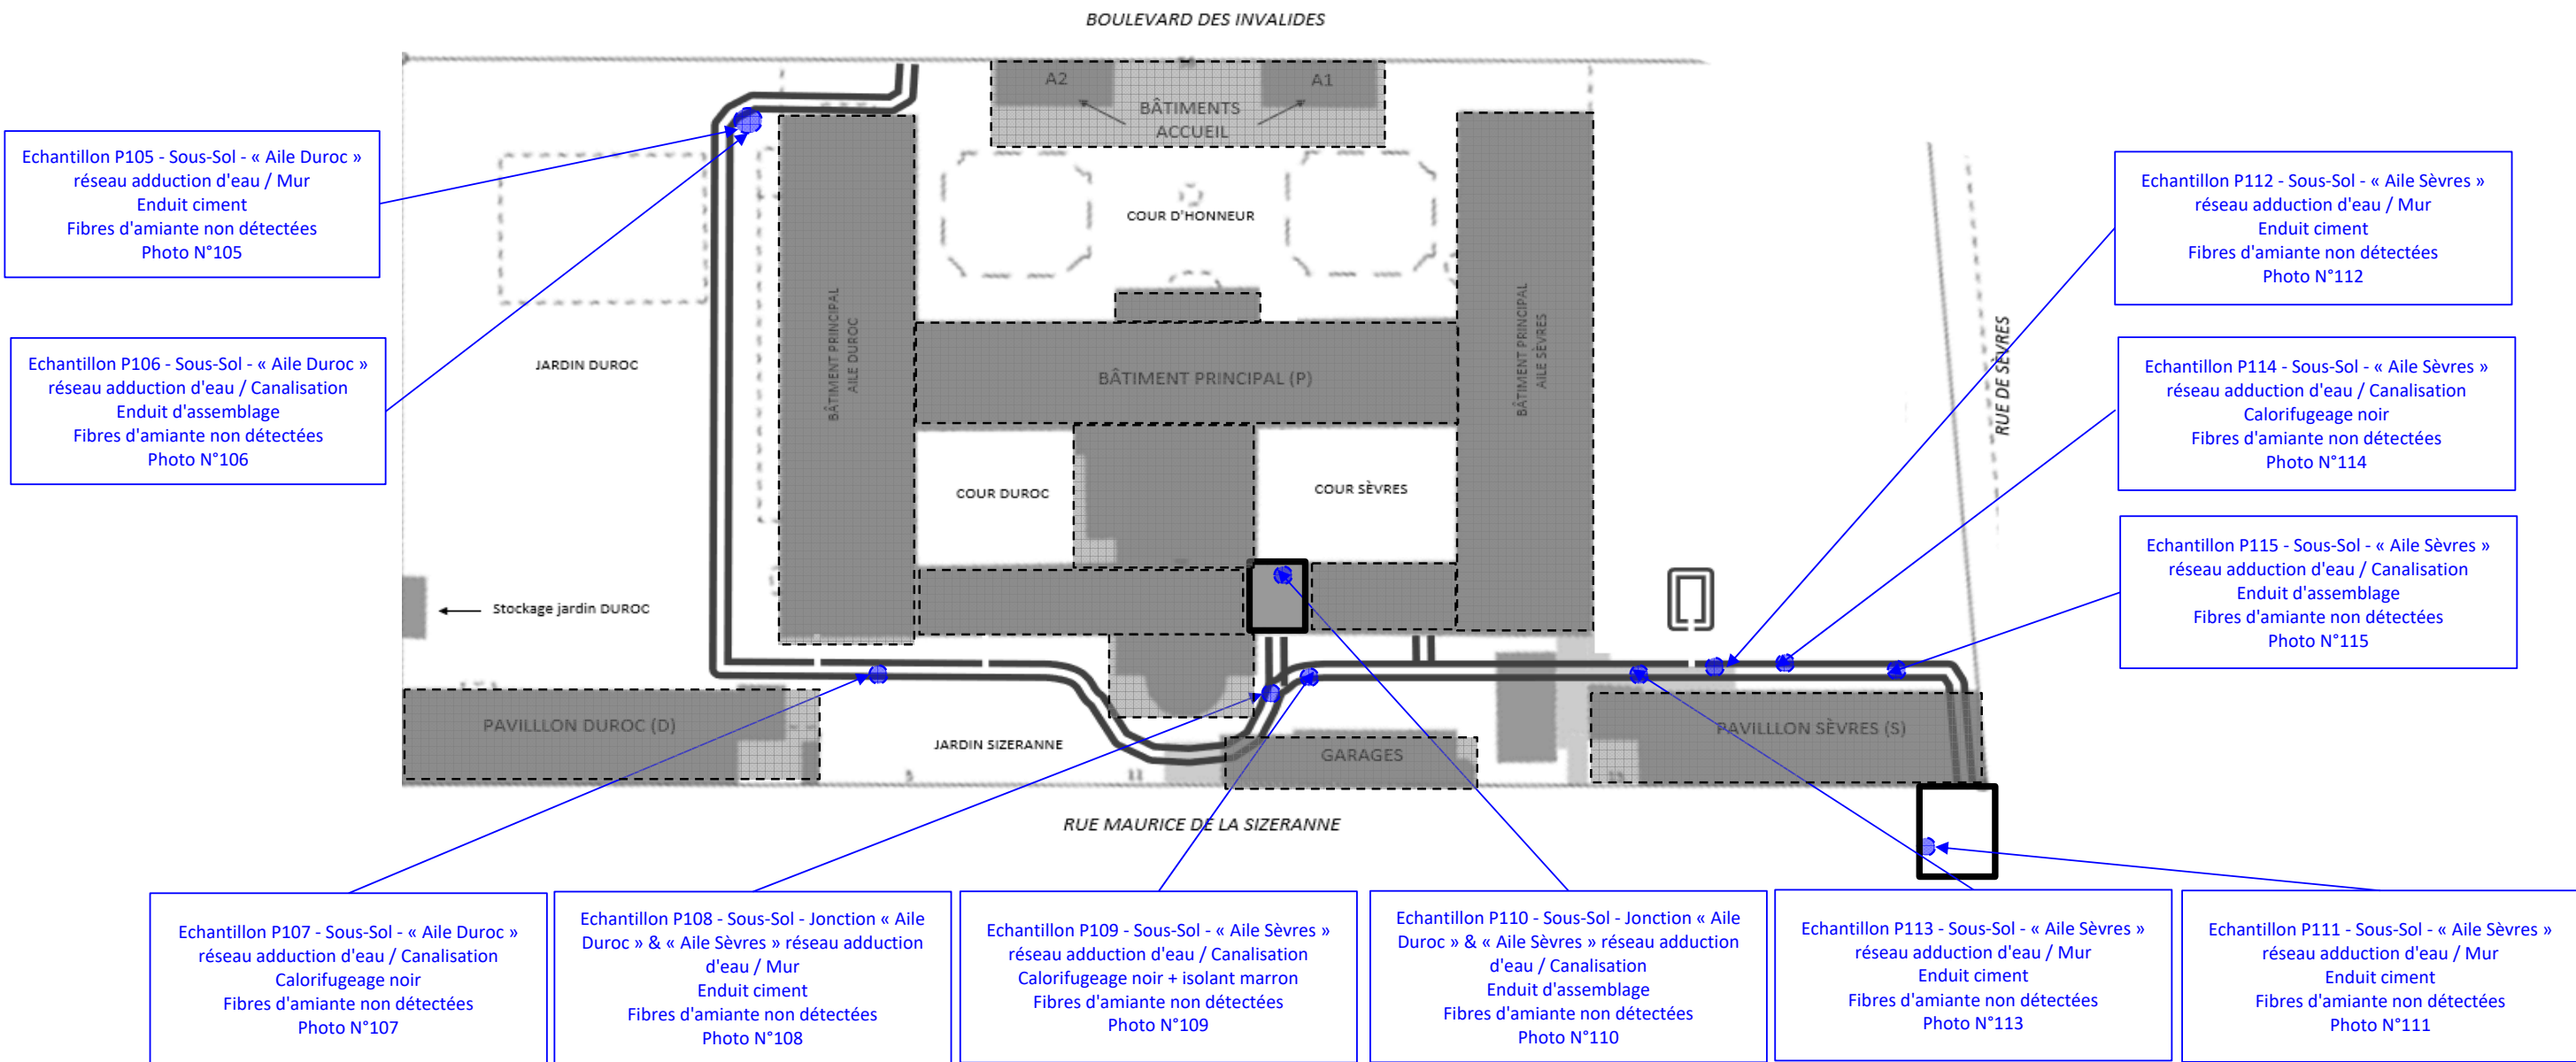 BOULEVARD DES INVALIDES
A2
A1
BÂTIMENTS
ACCUEIL
Echantillon P105 - Sous-Sol - « Aile Duroc »
réseau adduction d'eau / Mur
Enduit ciment
Fibres d'amiante non détectées
Photo N°105
Echantillon P112 - Sous-Sol - « Aile Sèvres »
réseau adduction d'eau / Mur
Enduit ciment
Fibres d'amiante non détectées
Photo N°112
COUR D'HONNEUR
Echantillon P106 - Sous-Sol - « Aile Duroc »
réseau adduction d'eau / Canalisation
Enduit d'assemblage
Fibres d'amiante non détectées
Photo N°106
JARDIN DUROC
BÂTIMENT PRINCIPAL
AILE DUROC
BÂTIMENT PRINCIPAL (P)
BÂTIMENT PRINCIPAL
AILE SÈVRES
RUE DE SÈVRES
Echantillon P114 - Sous-Sol - « Aile Sèvres »
réseau adduction d'eau / Canalisation
Calorifugeage noir
Fibres d'amiante non détectées
Photo N°114
COUR DUROC
COUR SÈVRES
Echantillon P115 - Sous-Sol - « Aile Sèvres »
réseau adduction d'eau / Canalisation
Enduit d'assemblage
Fibres d'amiante non détectées
Photo N°115
Stockage jardin DUROC
PAVILLLON DUROC (D)
JARDIN SIZERANNE
GARAGES
PAVILLLON SÈVRES (S)
5
11
RUE MAURICE DE LA SIZERANNE
Echantillon P107 - Sous-Sol - « Aile Duroc »
réseau adduction d'eau / Canalisation
Calorifugeage noir
Fibres d'amiante non détectées
Photo N°107
Echantillon P108 - Sous-Sol - Jonction « Aile
Duroc » & « Aile Sèvres » réseau adduction
d'eau / Mur
Enduit ciment
Fibres d'amiante non détectées
Photo N°108
Echantillon P109 - Sous-Sol - « Aile Sèvres »
réseau adduction d'eau / Canalisation
Calorifugeage noir + isolant marron
Fibres d'amiante non détectées
Photo N°109
Echantillon P110 - Sous-Sol - Jonction « Aile
Duroc » & « Aile Sèvres » réseau adduction
d'eau / Canalisation
Enduit d'assemblage
Fibres d'amiante non détectées
Photo N°110
Echantillon P113 - Sous-Sol - « Aile Sèvres »
réseau adduction d'eau / Mur
Enduit ciment
Fibres d'amiante non détectées
Photo N°113
Echantillon P111 - Sous-Sol - « Aile Sèvres »
réseau adduction d'eau / Mur
Enduit ciment
Fibres d'amiante non détectées
Photo N°111